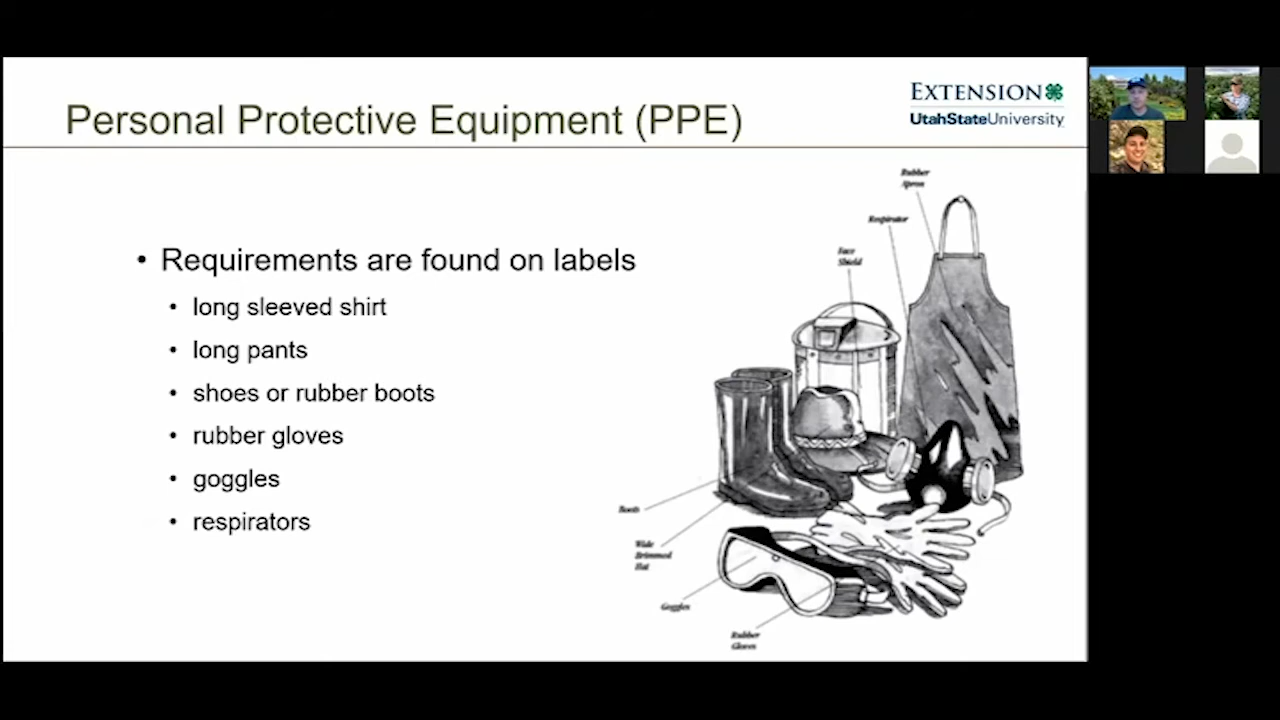 Personal Protective Equipment (PPE)
EXTENSION
UtahStateUniversity
• Requirements are found on labels
• long sleeved shirt
• long pants
• shoes or rubber boots
• rubber gloves
• goggles
• respirators
Rubber
Apron
Respirator
Face
Shield
Boots
Wide
Brimmed
Hat
Goggles
Rubber
Gloves